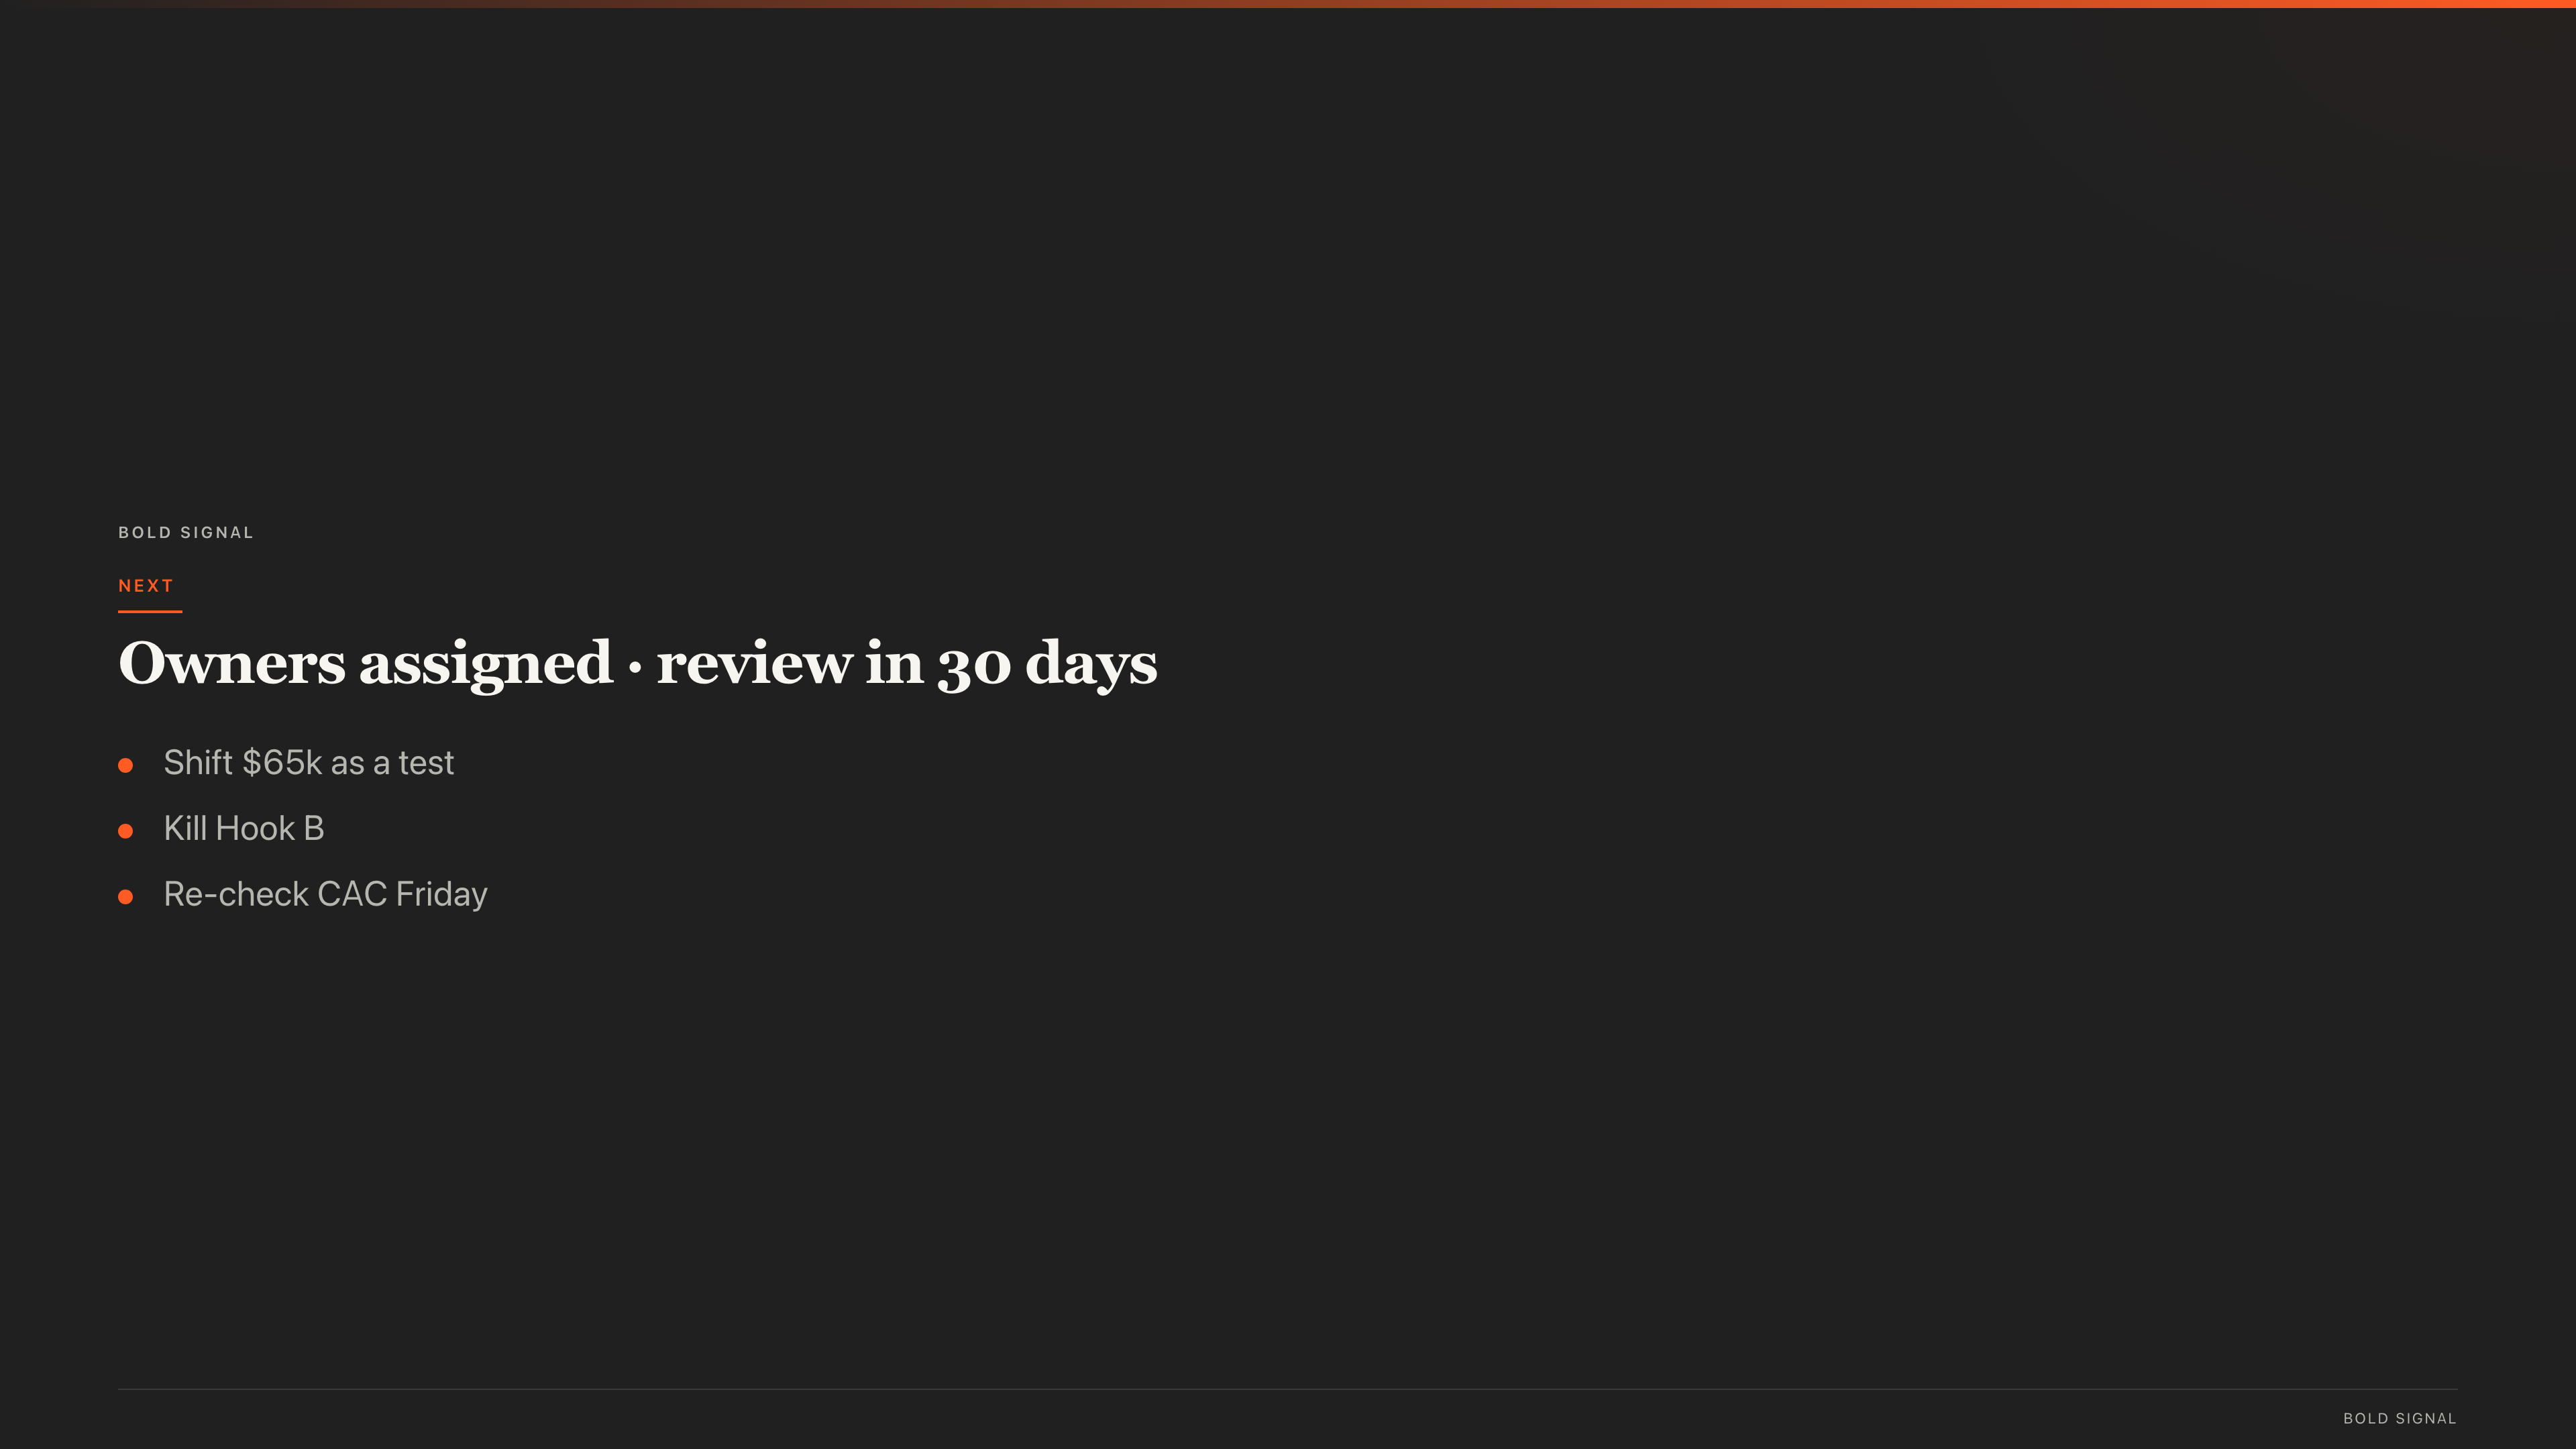 BOLD SIGNAL
NEXT
Owners assigned · review in 30 days
Shift $65k as a test
Kill Hook B
Re-check CAC Friday
BOLD SIGNAL